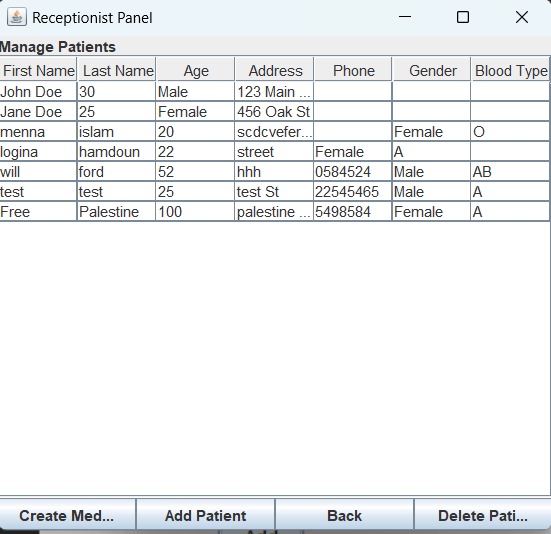 Receptionist Panel
Manage Patients
First Name Last Name Age Address Phone Gender Blood Type
John Doe 30 Male 123 Main ...
Jane Doe 25 Female 456 Oak St
menna islam 20 scdcvefer... Female O
logina hamdoun 22 street Female A
will ford 52 hhh 0584524 Male AB
test test 25 test St 22545465 Male A
Free Palestine 100 palestine ... 5498584 Female A
Create Med... Add Patient Back Delete Pati...